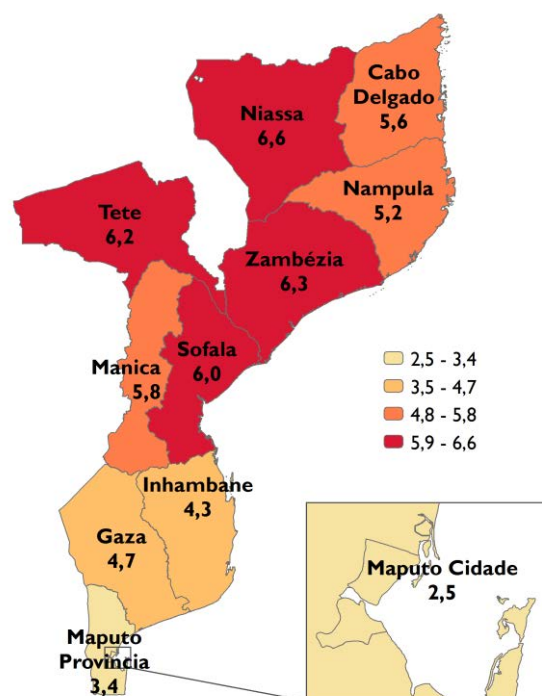 Cabo
Delgado
5,6
Niassa
6,6
Nampula
5,2
Tete
6,2
Zambézia
6,3
Sofala
6,0
Manica
5,8
2,5 - 3,4
3,5 - 4,7
4,8 - 5,8
5,9 - 6,6
Inhambane
4,3
Gaza
4,7
Maputo Cidade
2,5
Maputo
Província
3,4